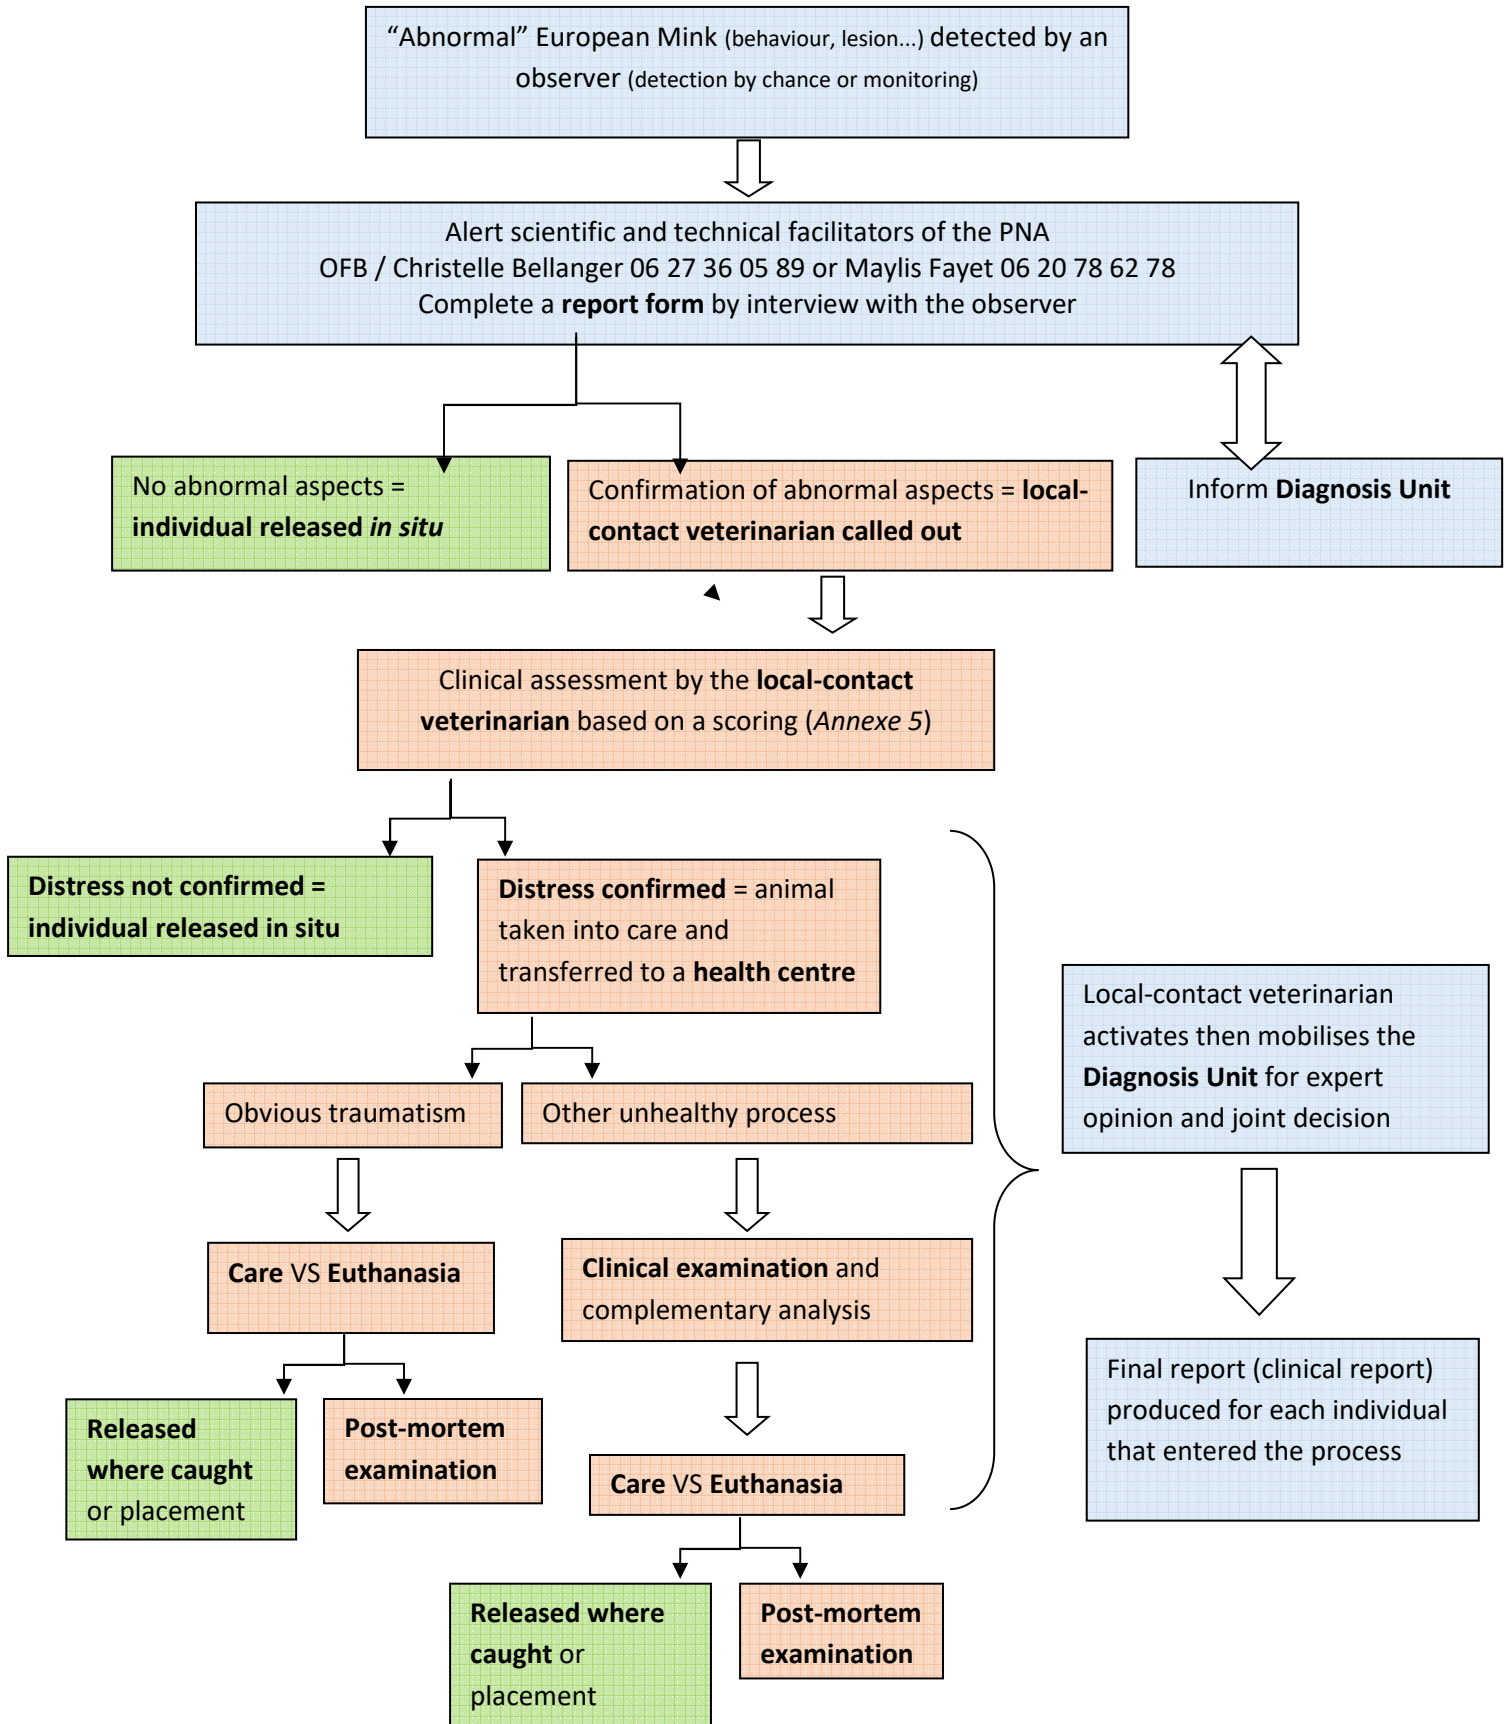 “Abnormal” European Mink (behaviour, lesion...) detected by an
observer (detection by chance or monitoring)
Alert scientific and technical facilitators of the PNA
OFB / Christelle Bellanger 06 27 36 05 89 or Maylis Fayet 06 20 78 62 78
Complete a report form by interview with the observer
No abnormal aspects =
individual released in situ
Confirmation of abnormal aspects = local-
contact veterinarian called out
Inform Diagnosis Unit
Clinical assessment by the local-contact
veterinarian based on a scoring (Annexe 5)
Distress not confirmed =
individual released in situ
Distress confirmed = animal
taken into care and
transferred to a health centre
Local-contact veterinarian
activates then mobilises the
Diagnosis Unit for expert
opinion and joint decision
Obvious traumatism
Other unhealthy process
Care VS Euthanasia
Clinical examination and
complementary analysis
Released
where caught
or placement
Post-mortem
examination
Final report (clinical report)
produced for each individual
that entered the process
Care VS Euthanasia
Released where
caught or
placement
Post-mortem
examination